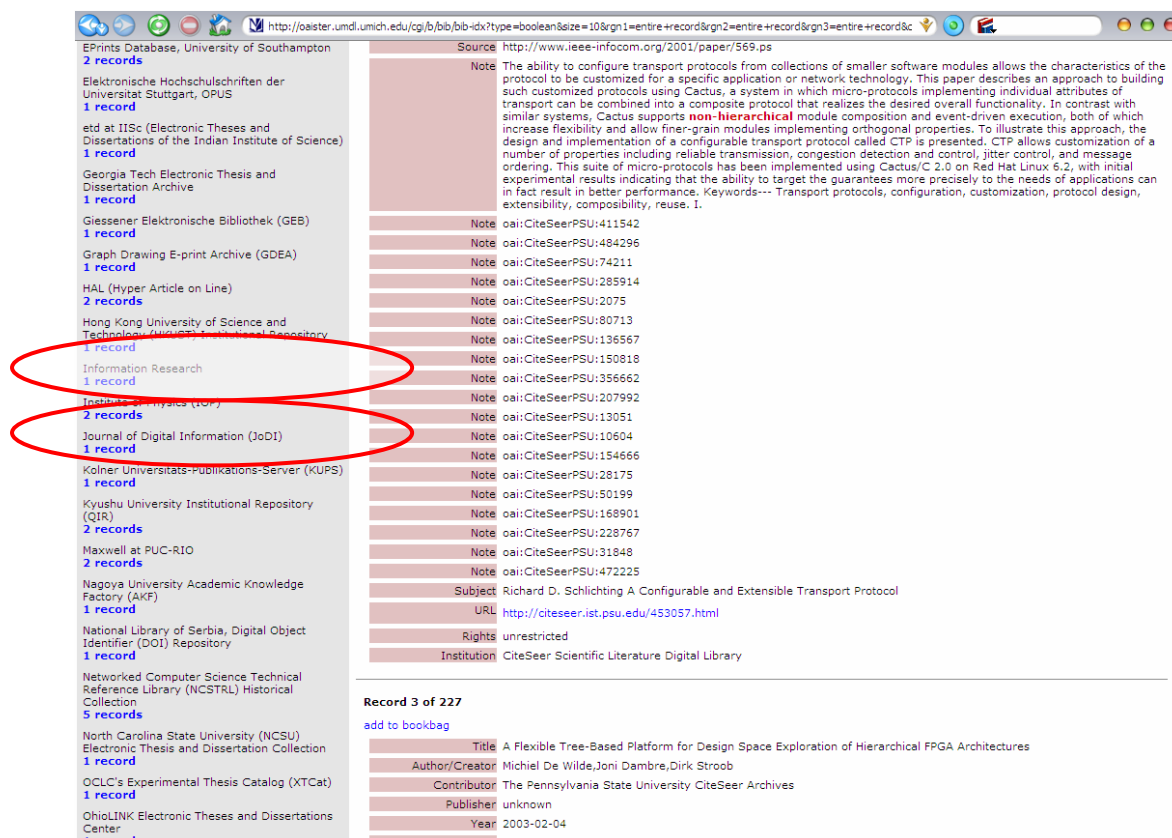 http://oaister.umdl.umich.edu/cgi/b/bib/bib-idx?type=boolean&size=10&rgn1=entire+record&rgn2=entire+record&rgn3=entire+record&c
EPrints Database, University of Southampton
2 records
Elektronische Hochschulschriften der
Universitat Stuttgart, OPUS
1 record
etd at IISc (Electronic Theses and
Dissertations of the Indian Institute of Science)
1 record
Georgia Tech Electronic Thesis and
Dissertation Archive
1 record
Giessener Elektronische Bibliothek (GEB)
1 record
Graph Drawing E-print Archive (GDEA)
1 record
HAL (Hyper Article on Line)
2 records
Hong Kong University of Science and
Technology (HKUST) Institutional Repository
1 record
Information Research
1 record
Institute of Physics (IOP)
2 records
Journal of Digital Information (JoDI)
1 record
Kolner Universitats-Publikations-Server (KUPS)
1 record
Kyushu University Institutional Repository
(QIR)
2 records
Maxwell at PUC-RIO
2 records
Nagoya University Academic Knowledge
Factory (AKF)
1 record
National Library of Serbia, Digital Object
Identifier (DOI) Repository
1 record
Networked Computer Science Technical
Reference Library (NCSTRL) Historical
Collection
5 records
North Carolina State University (NCSU)
Electronic Thesis and Dissertation Collection
1 record
OCLC's Experimental Thesis Catalog (XTCat)
1 record
OhioLINK Electronic Theses and Dissertations
Center
Source http://www.ieee-infocom.org/2001/paper/569.ps
Note The ability to configure transport protocols from collections of smaller software modules allows the characteristics of the
protocol to be customized for a specific application or network technology. This paper describes an approach to building
such customized protocols using Cactus, a system in which micro-protocols implementing individual attributes of
transport can be combined into a composite protocol that realizes the desired overall functionality. In contrast with
similar systems, Cactus supports non-hierarchical module composition and event-driven execution, both of which
increase flexibility and allow finer-grain modules implementing orthogonal properties. To illustrate this approach, the
design and implementation of a configurable transport protocol called CTP is presented. CTP allows customization of a
number of properties including reliable transmission, congestion detection and control, jitter control, and message
ordering. This suite of micro-protocols has been implemented using Cactus/C 2.0 on Red Hat Linux 6.2, with initial
experimental results indicating that the ability to target the guarantees more precisely to the needs of applications can
in fact result in better performance. Keywords--- Transport protocols, configuration, customization, protocol design,
extensibility, composibility, reuse. I.
Note oai:CiteSeerPSU:411542
Note oai:CiteSeerPSU:484296
Note oai:CiteSeerPSU:74211
Note oai:CiteSeerPSU:285914
Note oai:CiteSeerPSU:2075
Note oai:CiteSeerPSU:80713
Note oai:CiteSeerPSU:136567
Note oai:CiteSeerPSU:150818
Note oai:CiteSeerPSU:356662
Note oai:CiteSeerPSU:207992
Note oai:CiteSeerPSU:13051
Note oai:CiteSeerPSU:10604
Note oai:CiteSeerPSU:154666
Note oai:CiteSeerPSU:28175
Note oai:CiteSeerPSU:50199
Note oai:CiteSeerPSU:168901
Note oai:CiteSeerPSU:228767
Note oai:CiteSeerPSU:31848
Note oai:CiteSeerPSU:472225
Subject Richard D. Schlichting A Configurable and Extensible Transport Protocol
URL http://citeseer.ist.psu.edu/453057.html
Rights unrestricted
Institution CiteSeer Scientific Literature Digital Library
Record 3 of 227
add to bookbag
Title A Flexible Tree-Based Platform for Design Space Exploration of Hierarchical FPGA Architectures
Author/Creator Michiel De Wilde,Joni Dambre,Dirk Stroob
Contributor The Pennsylvania State University CiteSeer Archives
Publisher unknown
Year 2003-02-04